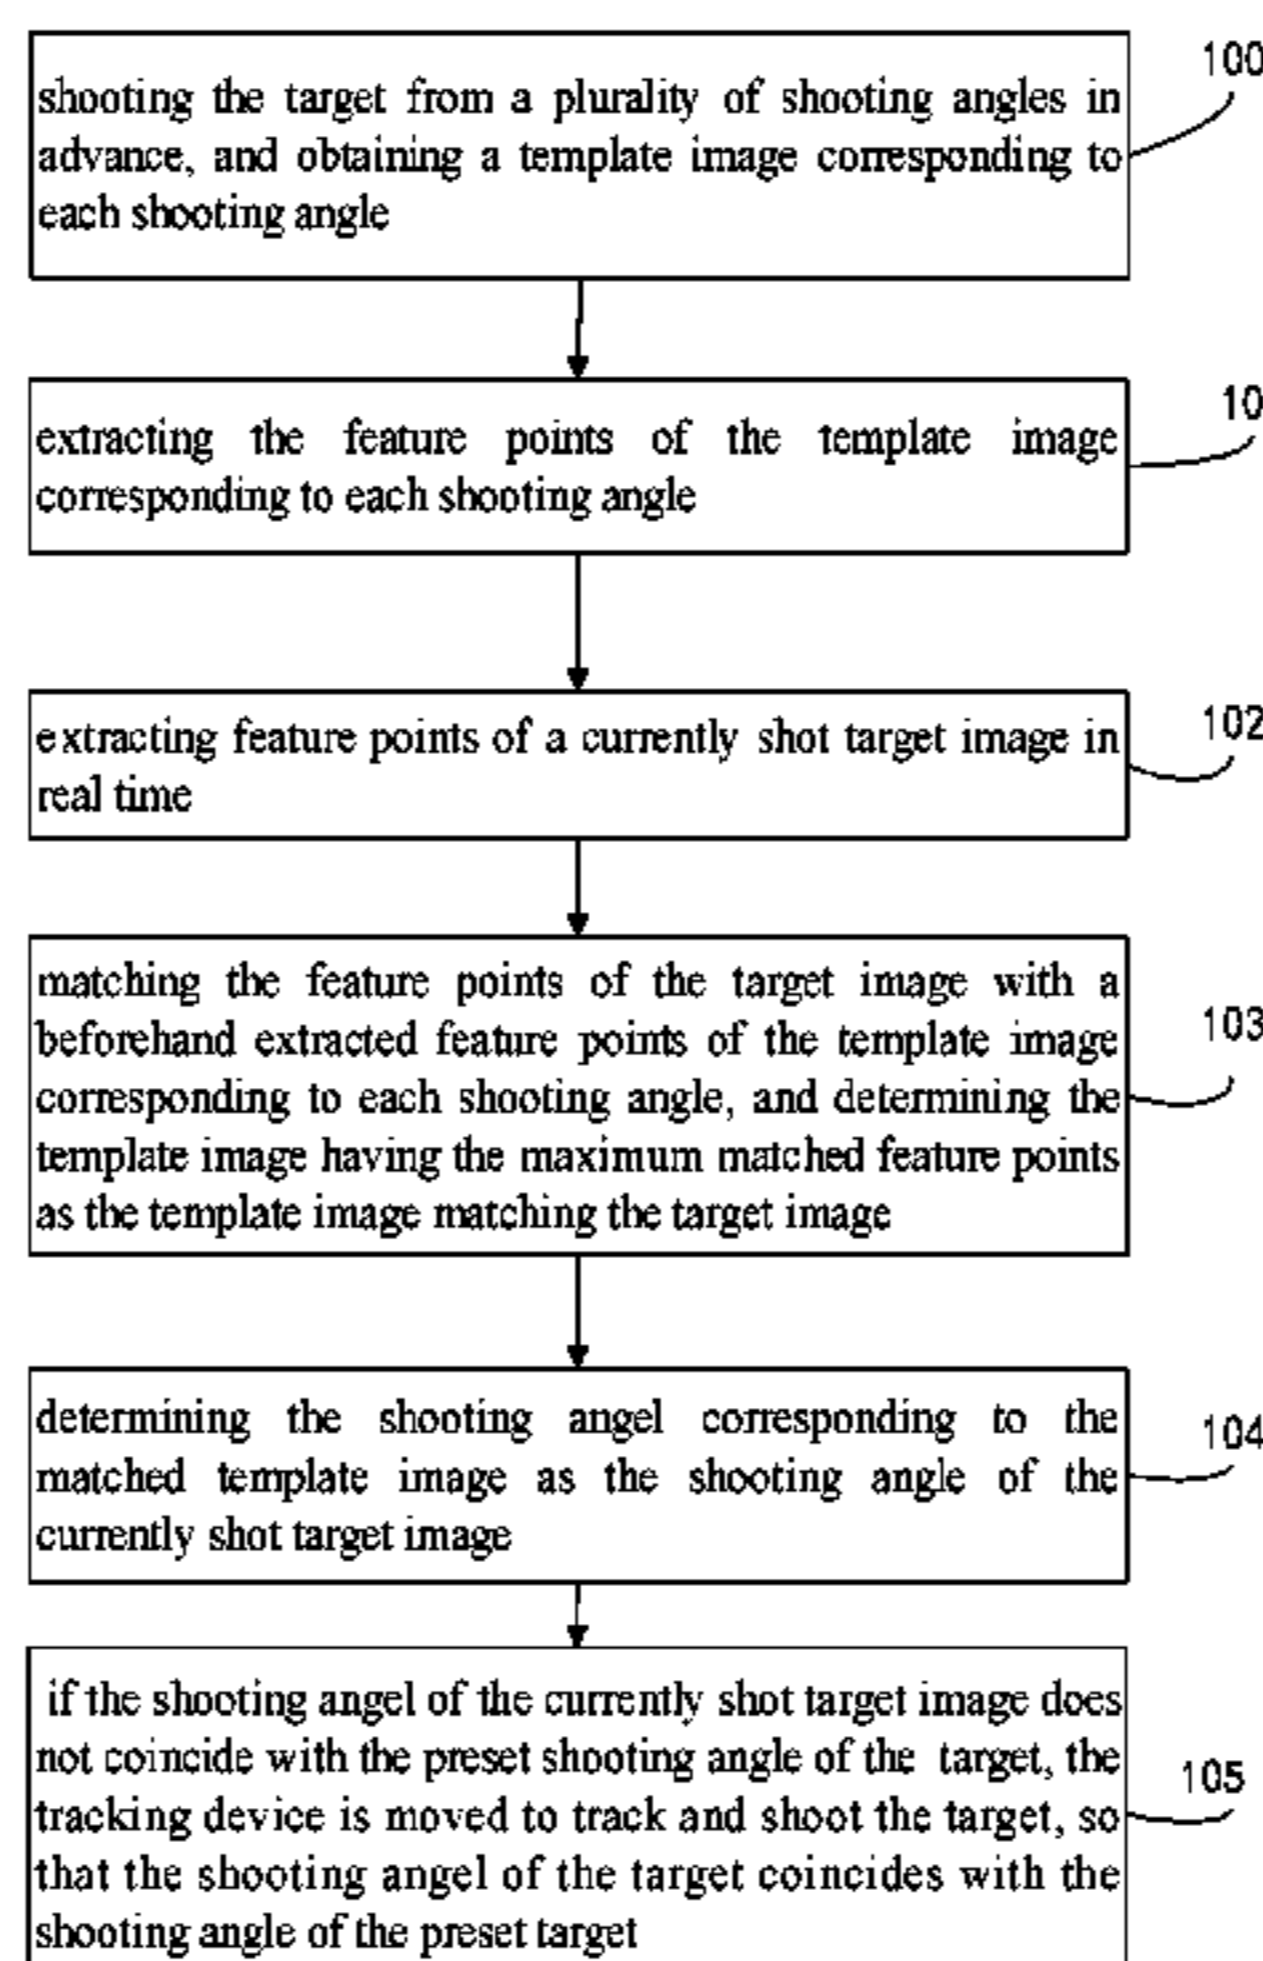 100
shooting the target from a plurality of shooting angles in
advance, and obtaining a template image corresponding to
each shooting angle
10
extracting the feature points of the template image
corresponding to each shooting angle
102
extracting feature points of a currently shot target image in
real time
103
matching the feature points of the target image with a
beforehand extracted feature points of the template image
corresponding to each shooting angle, and determining the
template image having the maximum matched feature points
as the template image matching the target image
104
determining the shooting angel corresponding to the
matched template image as the shooting angle of the
currently shot target image
105
if the shooting angel of the currently shot target image does
not coincide with the preset shooting angle of the target, the
tracking device is moved to track and shoot the target, so
that the shooting angel of the target coincides with the
shooting angle of the preset target